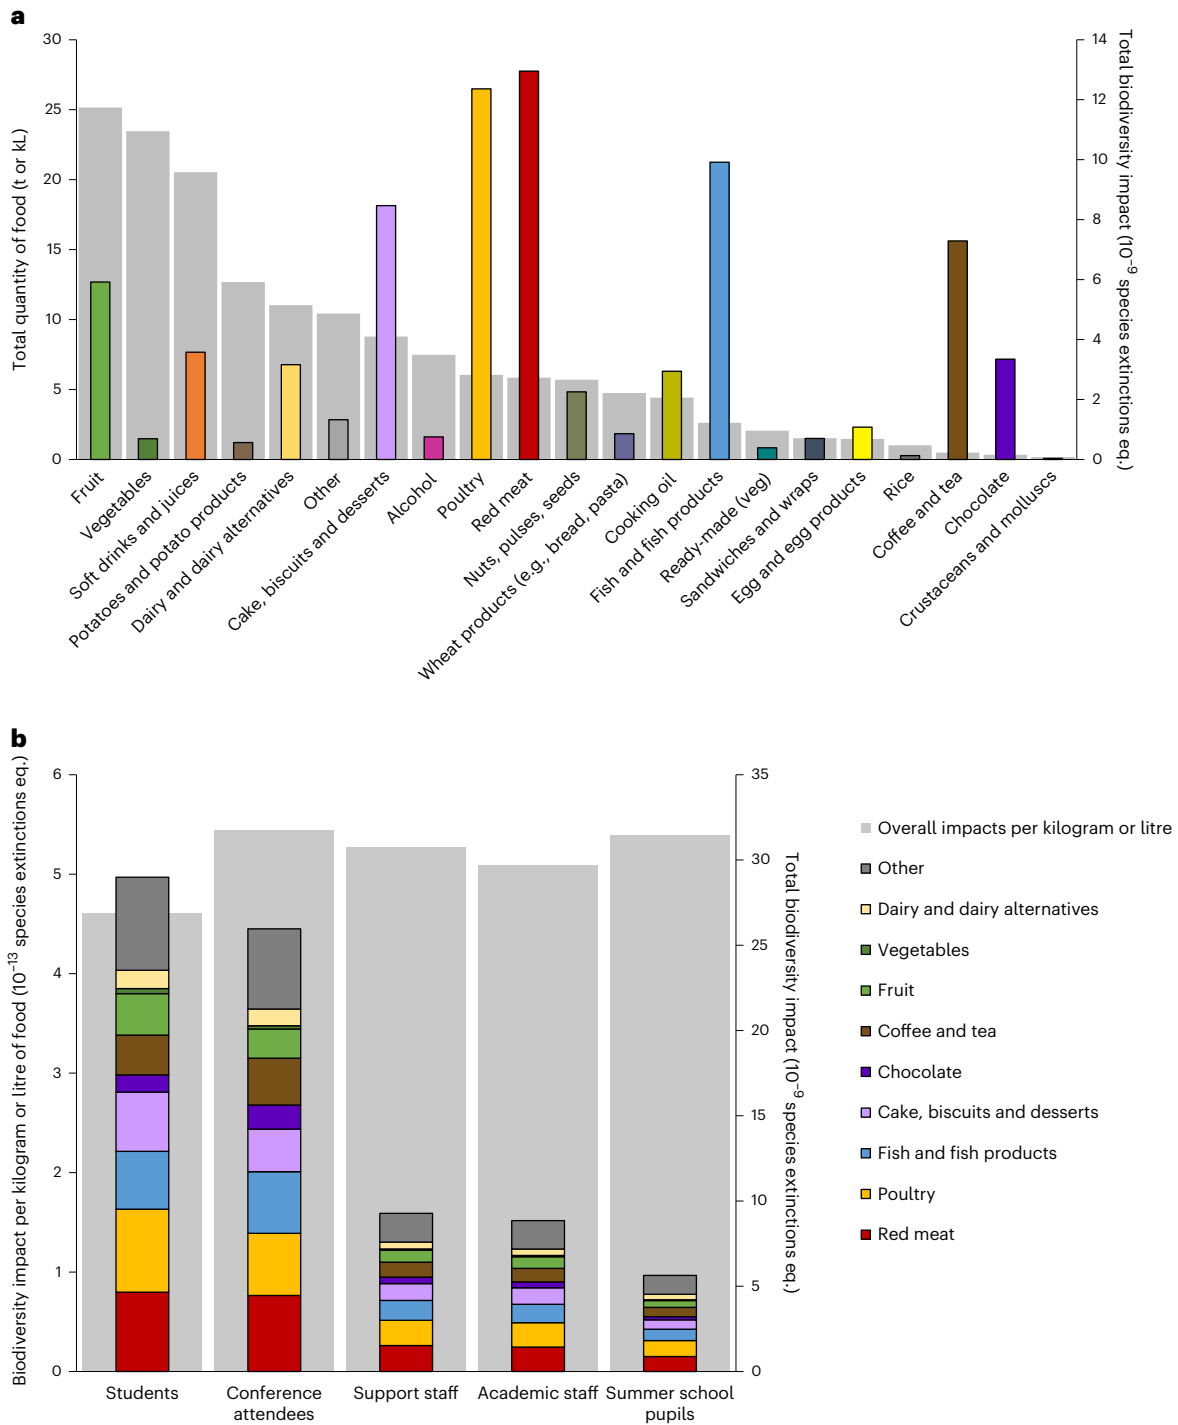 a
Total quantity of food (t or kL)
30
25
20
15
10
5
0
14
12
10
8
6
4
2
0
Total biodiversity impact (10⁻⁹ species extinctions eq.)
Fruit
Vegetables
Soft drinks and juices
Potatoes and potato products
Dairy and dairy alternatives
Other
Cake, biscuits and desserts
Alcohol
Poultry
Red meat
Nuts, pulses, seeds
Wheat products (e.g., bread, pasta)
Cooking oil
Fish and fish products
Ready-made (veg)
Sandwiches and wraps
Egg and egg products
Rice
Coffee and tea
Chocolate
Crustaceans and molluscs
b
Biodiversity impact per kilogram or litre of food (10⁻¹³ species extinctions eq.)
6
5
4
3
2
1
0
35
30
25
20
15
10
5
0
Total biodiversity impact (10⁻⁹ species extinctions eq.)
Students
Conference
attendees
Support staff
Academic staff
Summer school
pupils
Overall impacts per kilogram or litre
Other
Dairy and dairy alternatives
Vegetables
Fruit
Coffee and tea
Chocolate
Cake, biscuits and desserts
Fish and fish products
Poultry
Red meat